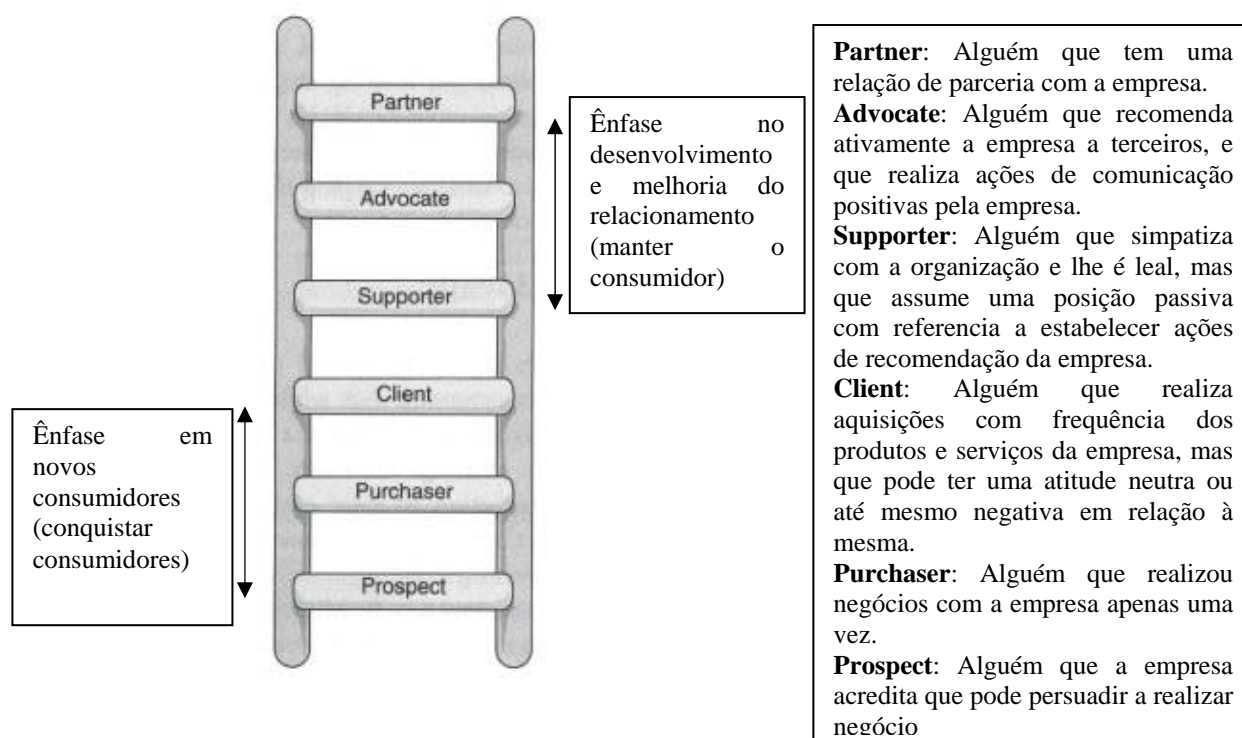 Partner
Advocate
Supporter
Client
Purchaser
Prospect
Ênfase no
desenvolvimento
e melhoria do
relacionamento
(manter o
consumidor)
Ênfase em
novos
consumidores
(conquistar
consumidores)
Partner: Alguém que tem uma
relação de parceria com a empresa.
Advocate: Alguém que recomenda
ativamente a empresa a terceiros, e
que realiza ações de comunicação
positivas pela empresa.
Supporter: Alguém que simpatiza
com a organização e lhe é leal, mas
que assume uma posição passiva
com referencia a estabelecer ações
de recomendação da empresa.
Client: Alguém que realiza
aquisições com frequência dos
produtos e serviços da empresa, mas
que pode ter uma atitude neutra ou
até mesmo negativa em relação à
mesma.
Purchaser: Alguém que realizou
negócios com a empresa apenas uma
vez.
Prospect: Alguém que a empresa
acredita que pode persuadir a realizar
negócio